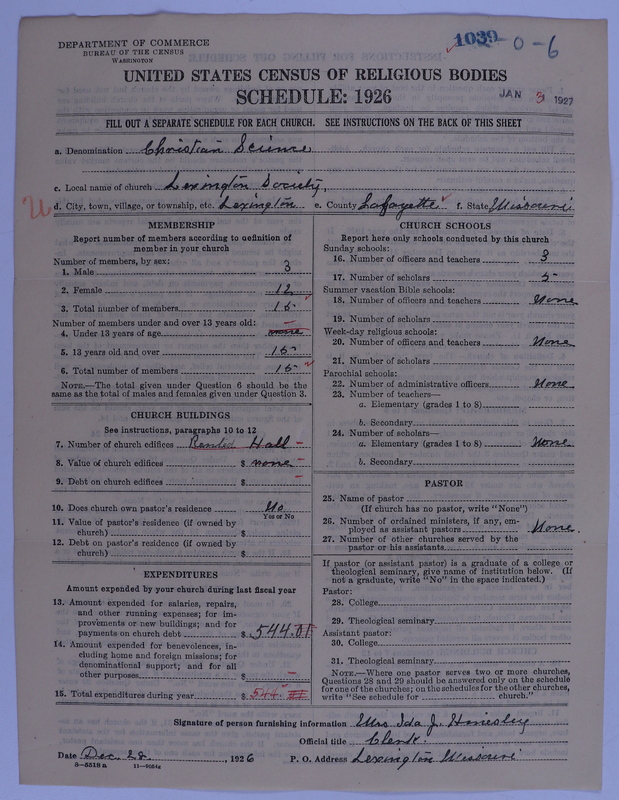 DEPARTMENT OF COMMERCE
BUREAU OF THE CENSUS
WASHINGTON
1039-0-6
UNITED STATES CENSUS OF RELIGIOUS BODIES
SCHEDULE: 1926
JAN 3 1927
FILL OUT A SEPARATE SCHEDULE FOR EACH CHURCH. SEE INSTRUCTIONS ON THE BACK OF THIS SHEET
a. Denomination Christian Science
c. Local name of church Lexington Society,
d. City, town, village, or township, etc. Lexington e. County Lafayette f. State Missouri
MEMBERSHIP
Report number of members according to definition of
member in your church
Number of members, by sex:
1. Male 3
2. Female 12
3. Total number of members 15
Number of members under and over 13 years old:
4. Under 13 years of age none
5. 13 years old and over 15
6. Total number of members 15
NOTE.—The total given under Question 6 should be the
same as the total of males and females given under Question 3.
CHURCH BUILDINGS
See instructions, paragraphs 10 to 12
7. Number of church edifices Rented Hall –
8. Value of church edifices $ none –
9. Debt on church edifices $ –
10. Does church own pastor's residence No
Yes or No
11. Value of pastor's residence (if owned by
church) $
12. Debt on pastor's residence (if owned by
church) $
EXPENDITURES
Amount expended by your church during last fiscal year
13. Amount expended for salaries, repairs,
and other running expenses; for im-
provements or new buildings; and for
payments on church debt $ 544.01
14. Amount expended for benevolences, in-
cluding home and foreign missions; for
denominational support; and for all
other purposes $ –
15. Total expenditures during year $ 544
CHURCH SCHOOLS
Report here only schools conducted by this church
Sunday schools:
16. Number of officers and teachers 3
17. Number of scholars 5
Summer vacation Bible schools:
18. Number of officers and teachers None
19. Number of scholars
Week-day religious schools:
20. Number of officers and teachers None
21. Number of scholars
Parochial schools:
22. Number of administrative officers None
23. Number of teachers—
a. Elementary (grades 1 to 8)
b. Secondary
24. Number of scholars—
a. Elementary (grades 1 to 8) None
b. Secondary
PASTOR
25. Name of pastor
(If church has no pastor, write "None")
26. Number of ordained ministers, if any, em-
ployed as assistant pastors None
27. Number of other churches served by the
pastor or his assistants
If pastor (or assistant pastor) is a graduate of a college or
theological seminary, give name of institution below. (If
not a graduate, write "No" in the space indicated.)
Pastor:
28. College
29. Theological seminary
Assistant pastor:
30. College
31. Theological seminary
NOTE.—Where one pastor serves two or more churches,
Questions 28 and 29 should be answered only on the schedule
for one of the churches; on the schedules for the other churches,
write "See schedule for church."
Signature of person furnishing information Mrs Ida J.
Official title Clerk
Date Dec. 28, 1926 P. O. Address Lexington Missouri
8-5518 a 11-9054z